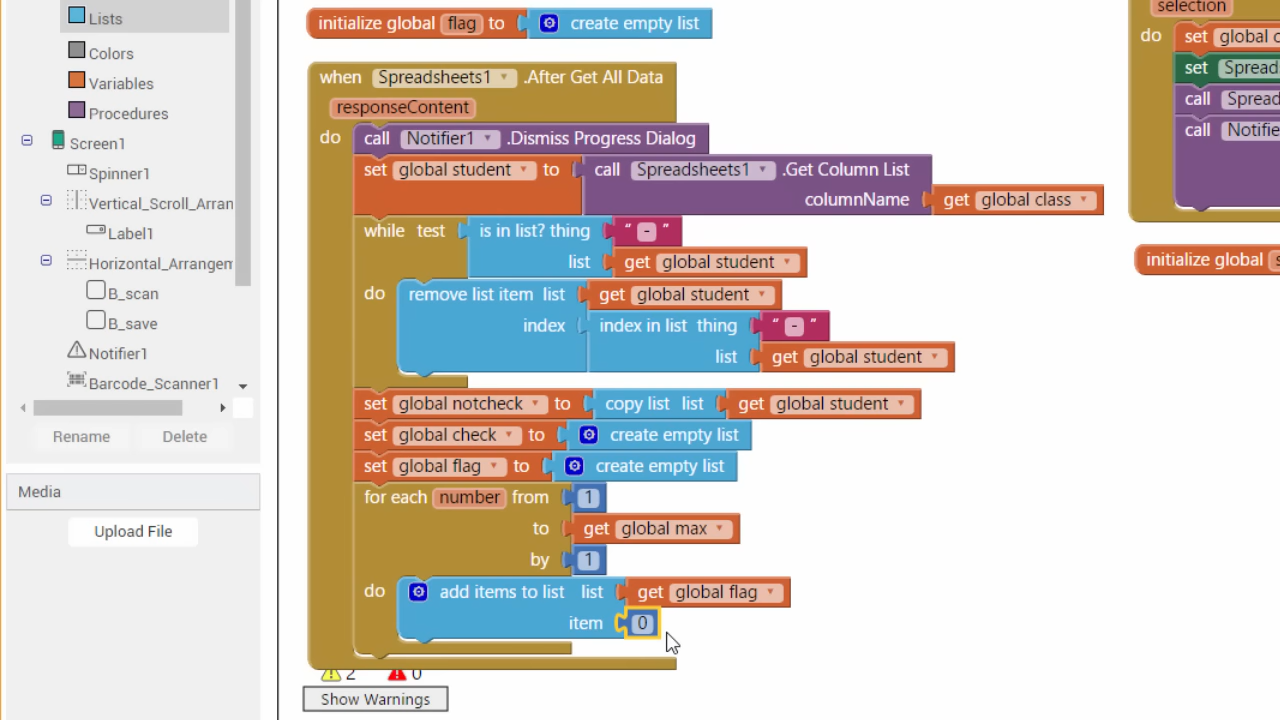 Lists
Colors
Variables
Procedures
Screen1
Spinner1
Vertical_Scroll_Arran
Label1
Horizontal_Arrangem
B_scan
B_save
Notifier1
Barcode_Scanner1
Rename Delete
Media
Upload File
initialize global flag to create empty list
when Spreadsheets1 .After Get All Data
responseContent
do call Notifier1 .Dismiss Progress Dialog
set global student to call Spreadsheets1 .Get Column List
columnName get global class
while test is in list? thing " - "
list get global student
do remove list item list get global student
index index in list thing " - "
list get global student
set global notcheck to copy list list get global student
set global check to create empty list
set global flag to create empty list
for each number from 1
to get global max
by 1
do add items to list list get global flag
item 0
2 0
Show Warnings
selection
do set global c
set Spread
call Spread
call Notifie
initialize global s